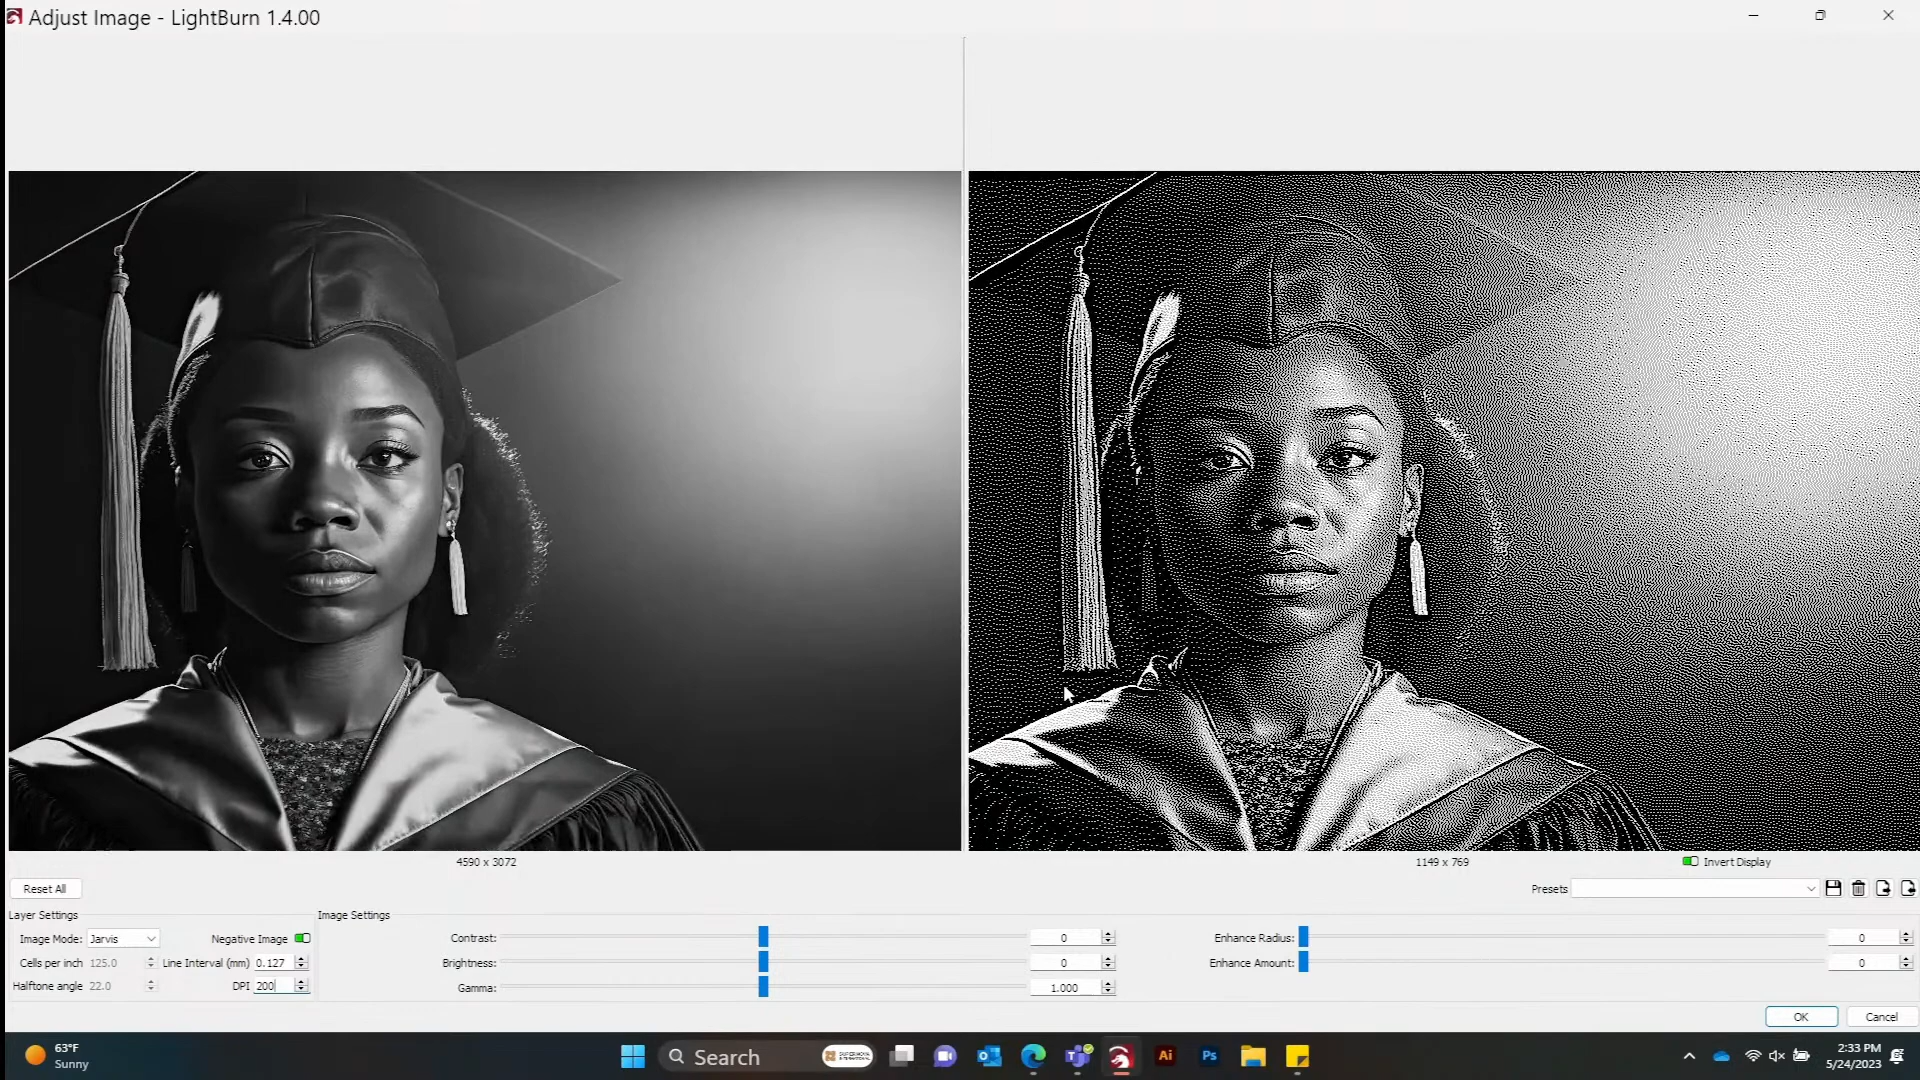 Adjust Image - LightBurn 1.4.00
4590 x 3072
1149 x 769
Invert Display
Reset All
Presets
Layer Settings
Image Settings
Image Mode: Jarvis
Negative Image
Contrast: 0
Enhance Radius: 0
Cells per inch 125.0
Line Interval (mm) 0.127
Brightness: 0
Enhance Amount: 0
Halftone angle 22.0
DPI 200
Gamma: 1.000
OK
Cancel
63°F
Sunny
Search
Ai
Ps
2:33 PM
5/24/2023